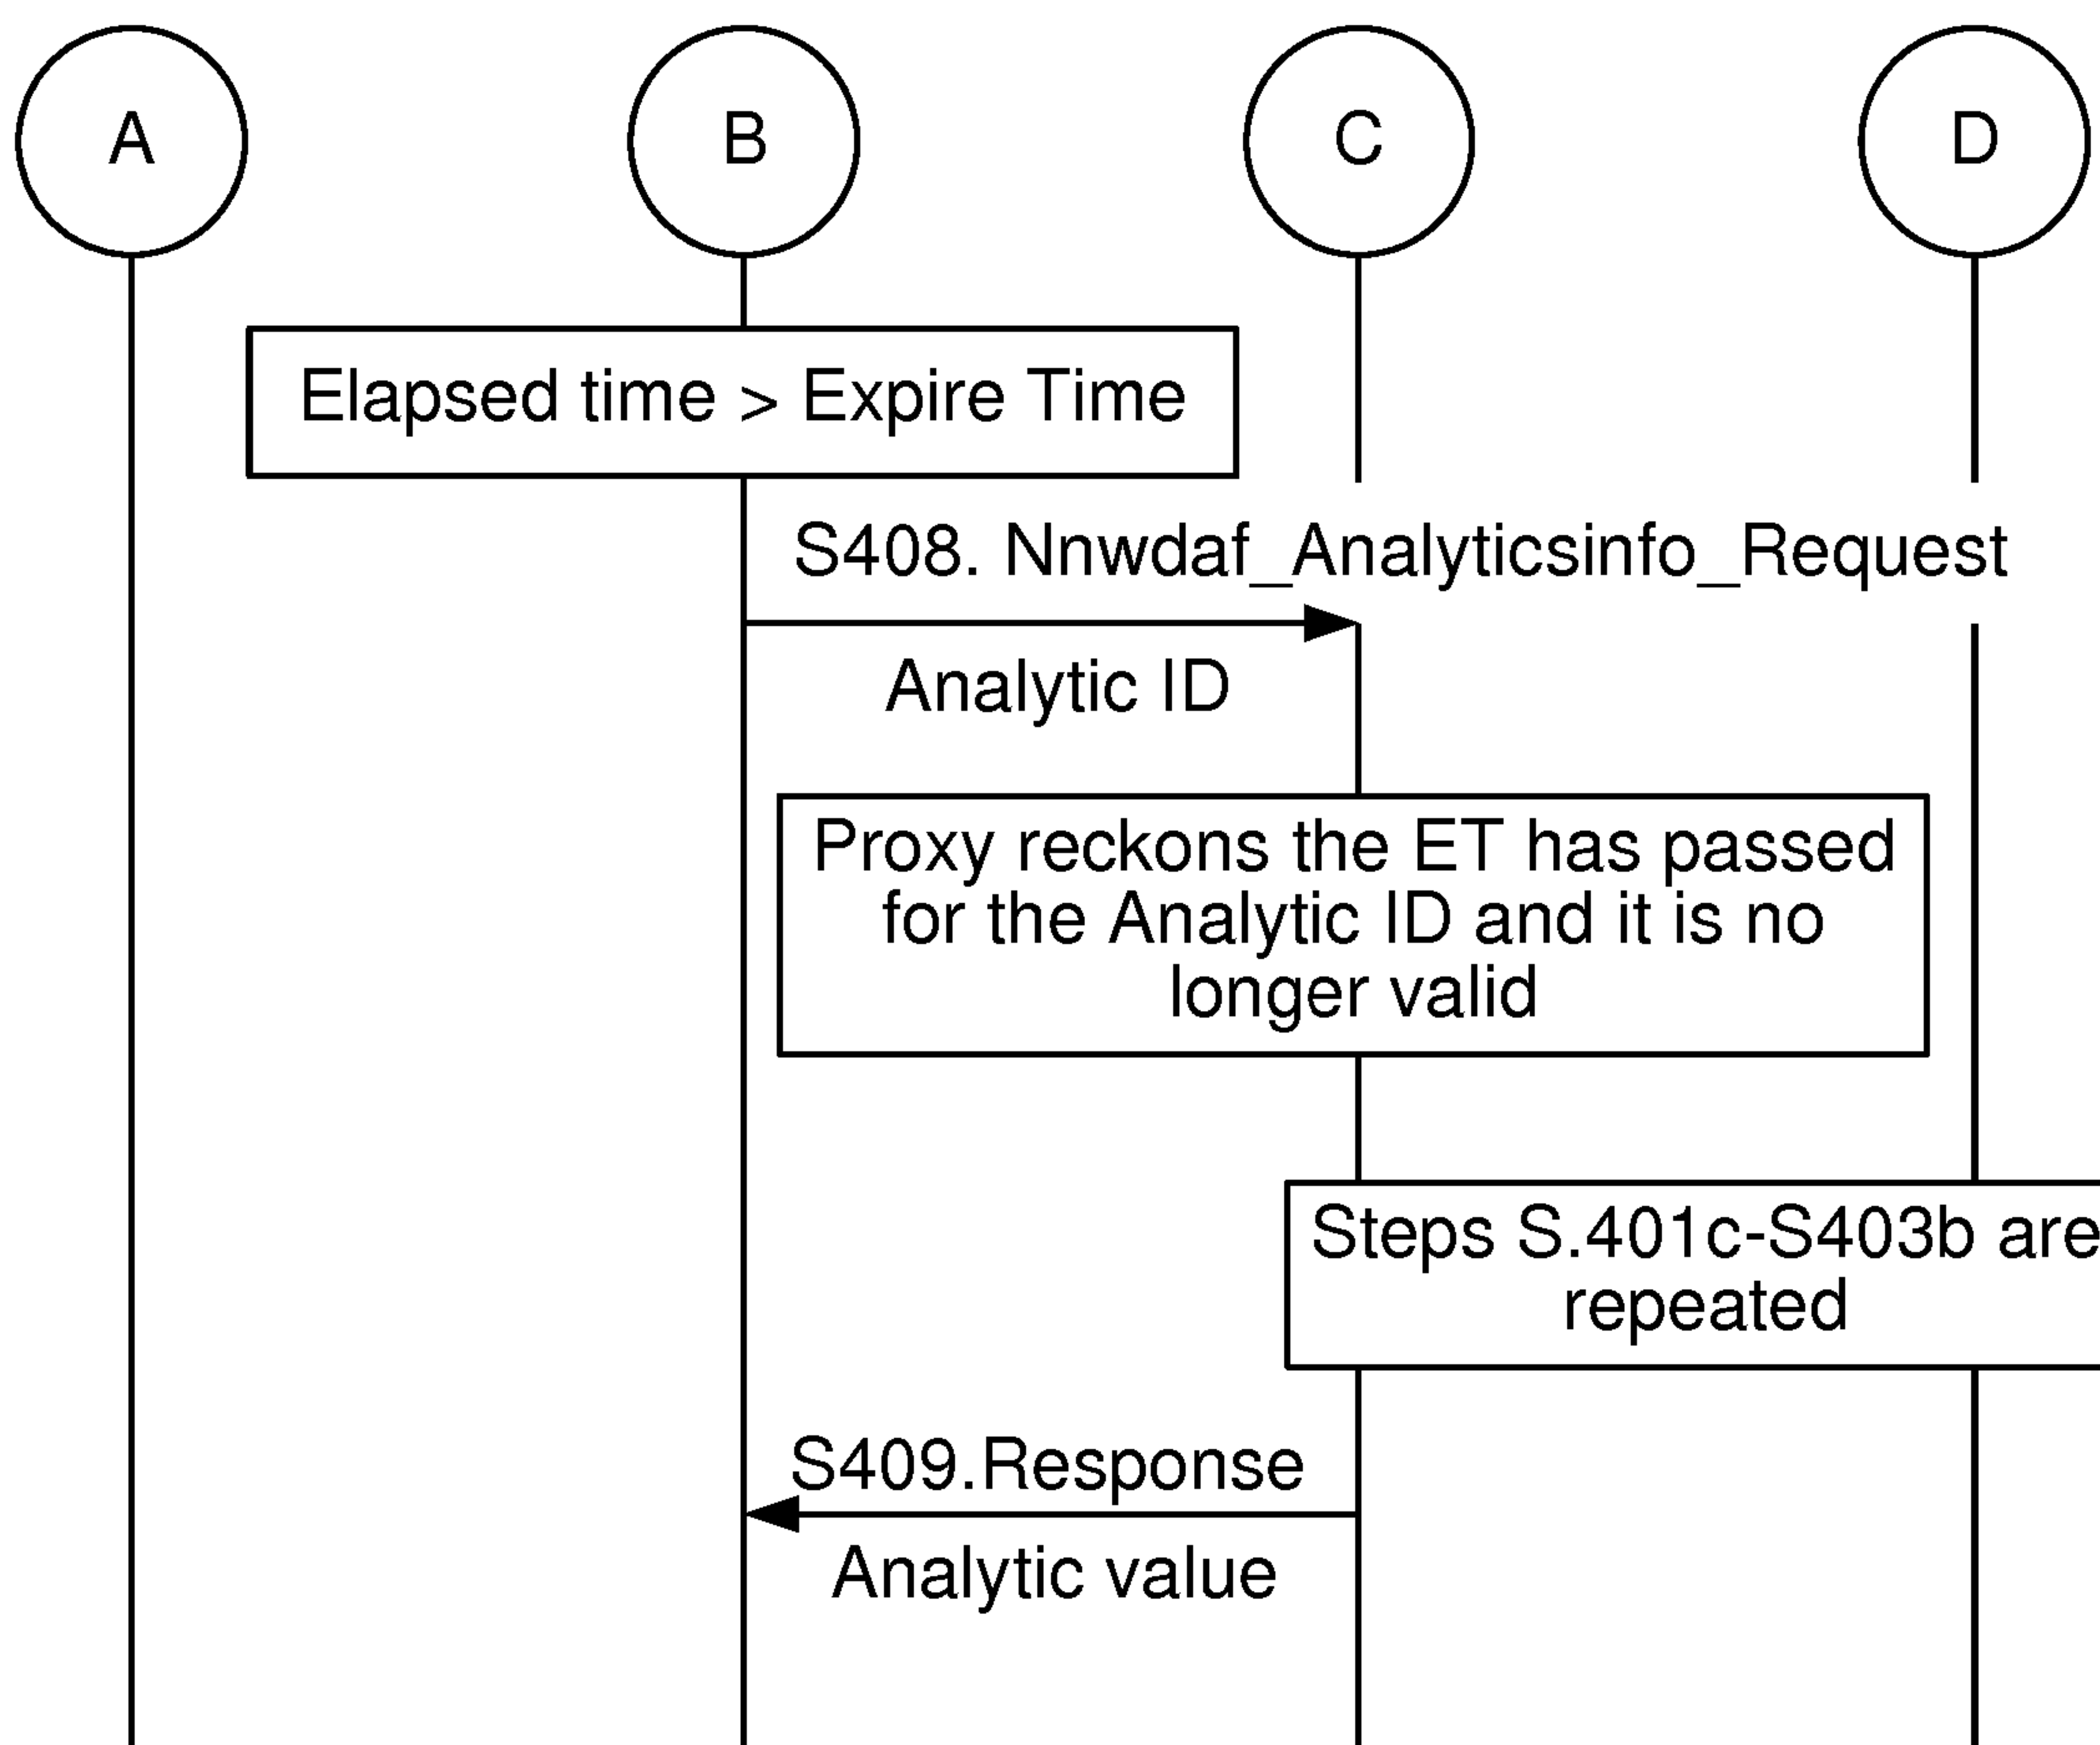 A
B
C
D
Elapsed time > Expire Time
S408. Nnwdaf_Analyticsinfo_Request
Analytic ID
Proxy reckons the ET has passed
for the Analytic ID and it is no
longer valid
Steps S.401c-S403b are
repeated
S409.Response
Analytic value